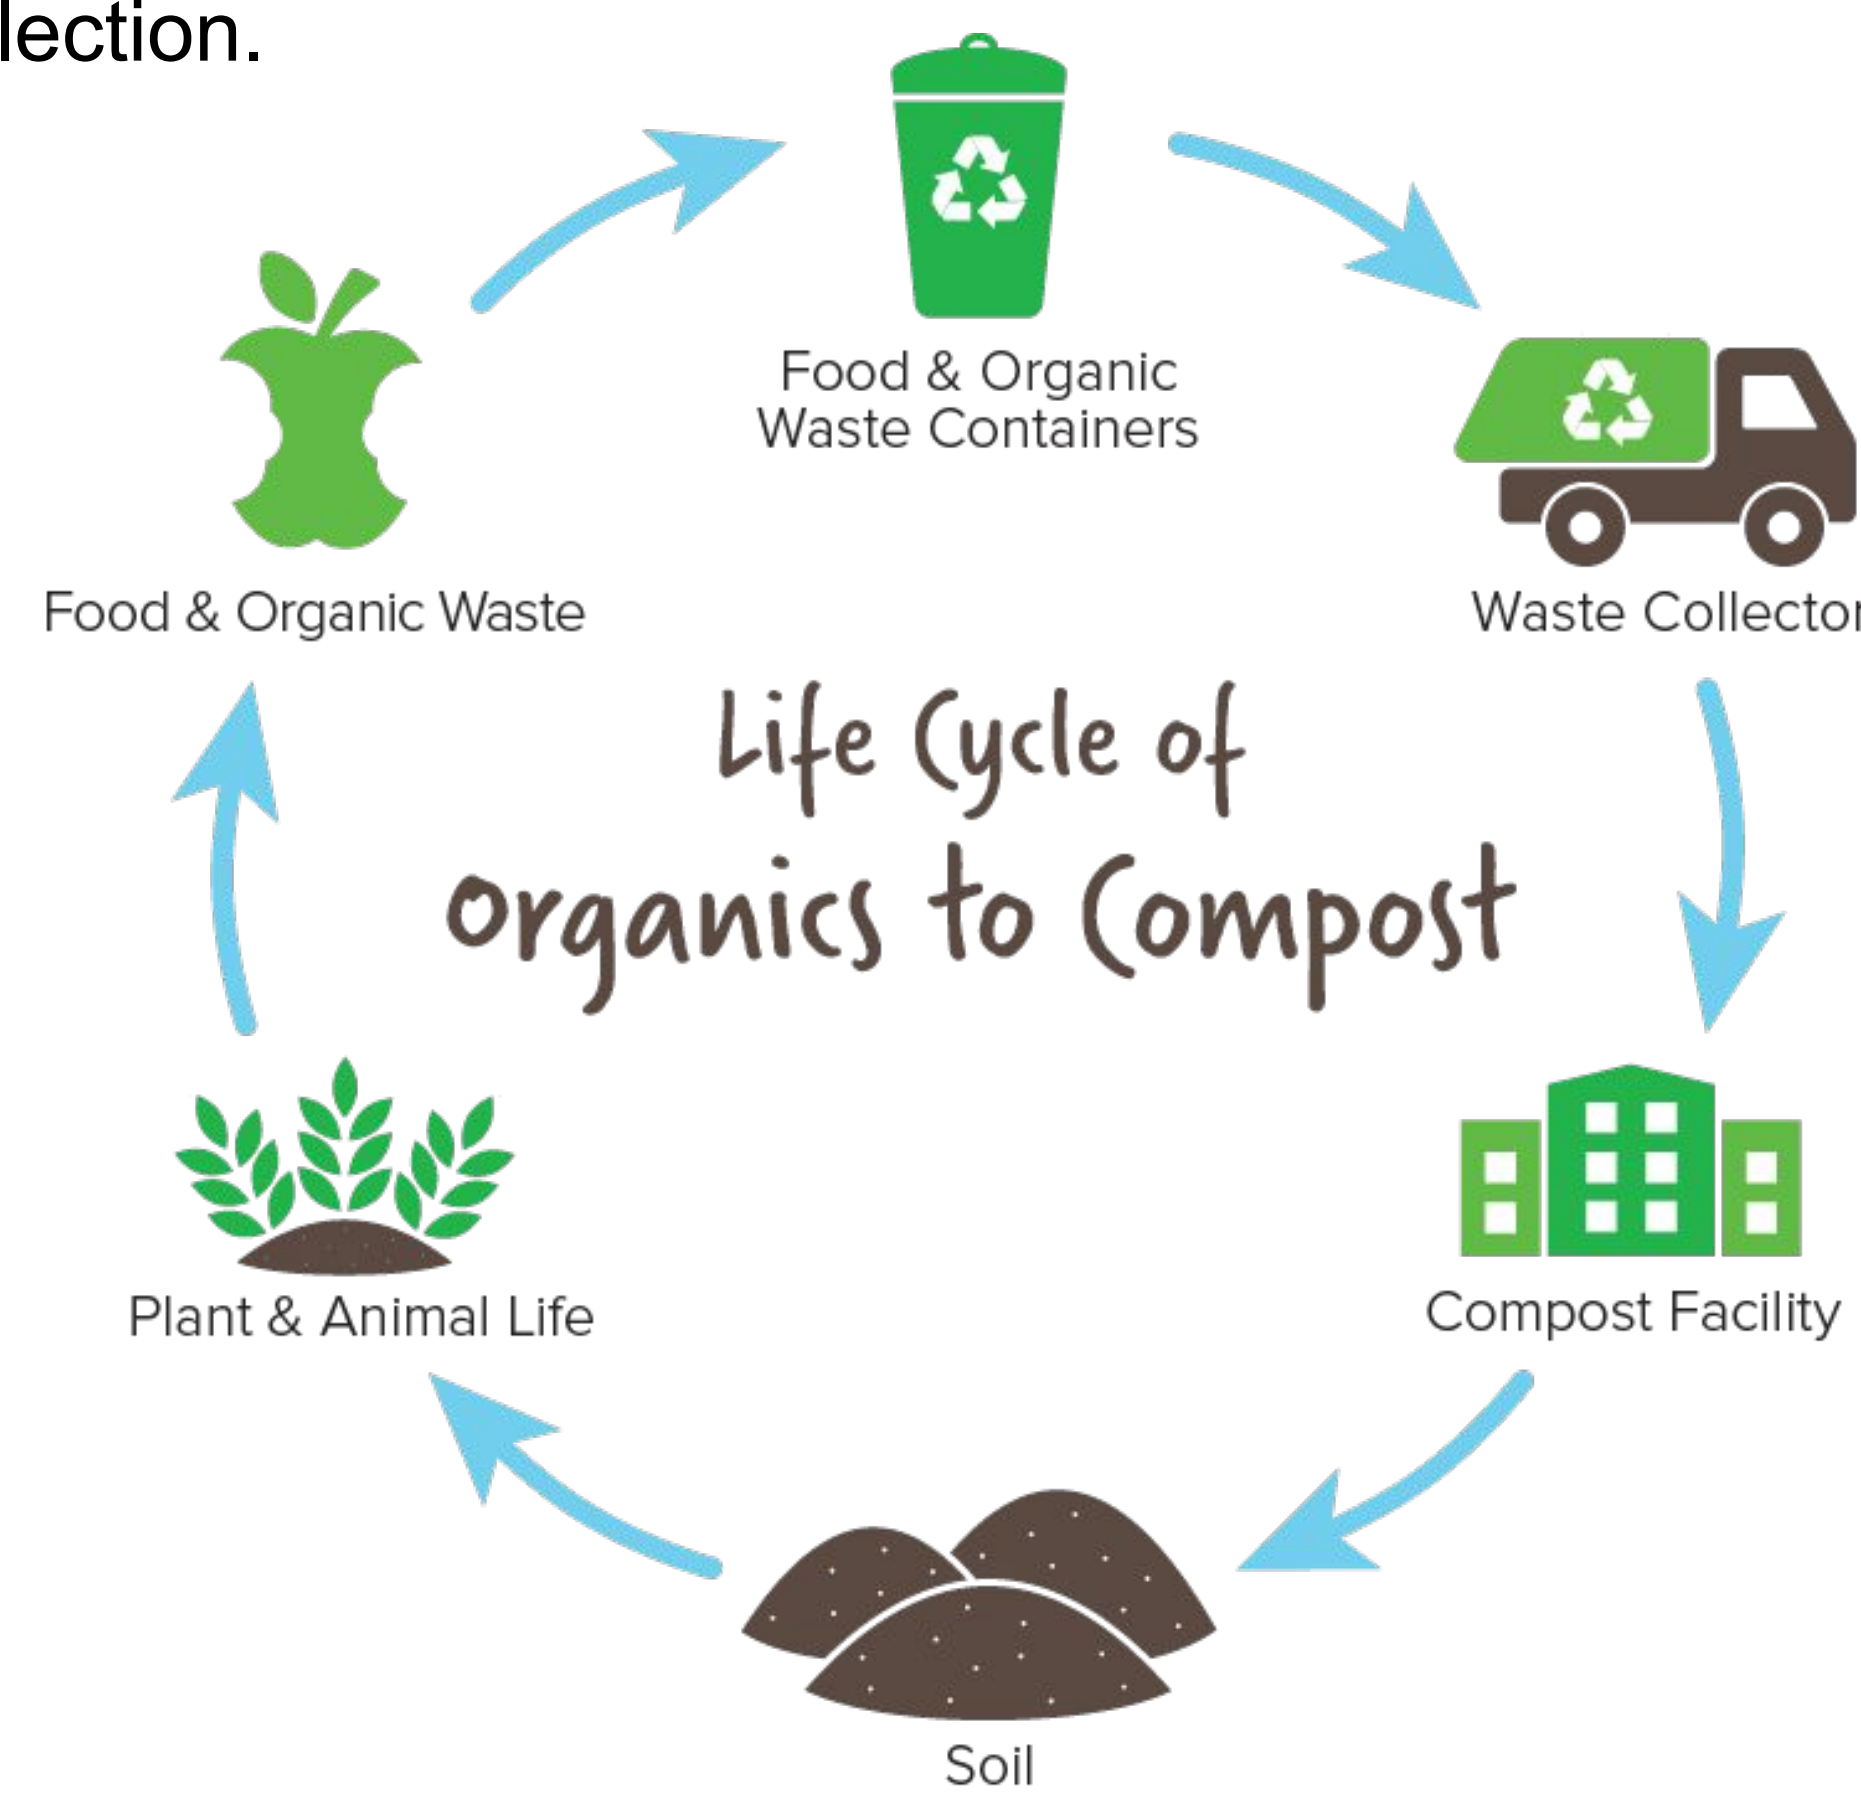 lection.
Food & Organic
Waste Containers
Food & Organic Waste
Waste Collector
Life Cycle of
Organics to Compost
Plant & Animal Life
Compost Facility
Soil